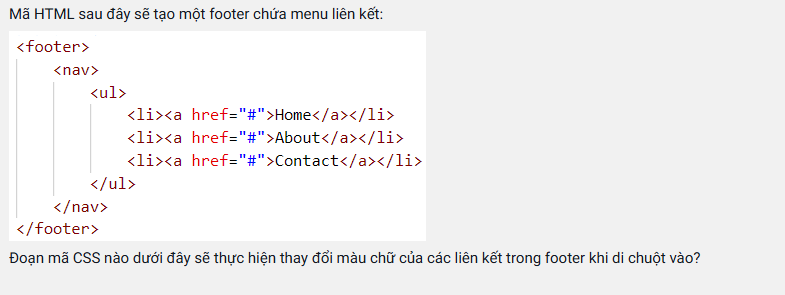 Mã HTML sau đây sẽ tạo một footer chứa menu liên kết:
<footer>
<nav>
<ul>
<li><a href="#">Home</a></li>
<li><a href="#">About</a></li>
<li><a href="#">Contact</a></li>
</ul>
</nav>
</footer>
Đoạn mã CSS nào dưới đây sẽ thực hiện thay đổi màu chữ của các liên kết trong footer khi di chuột vào?